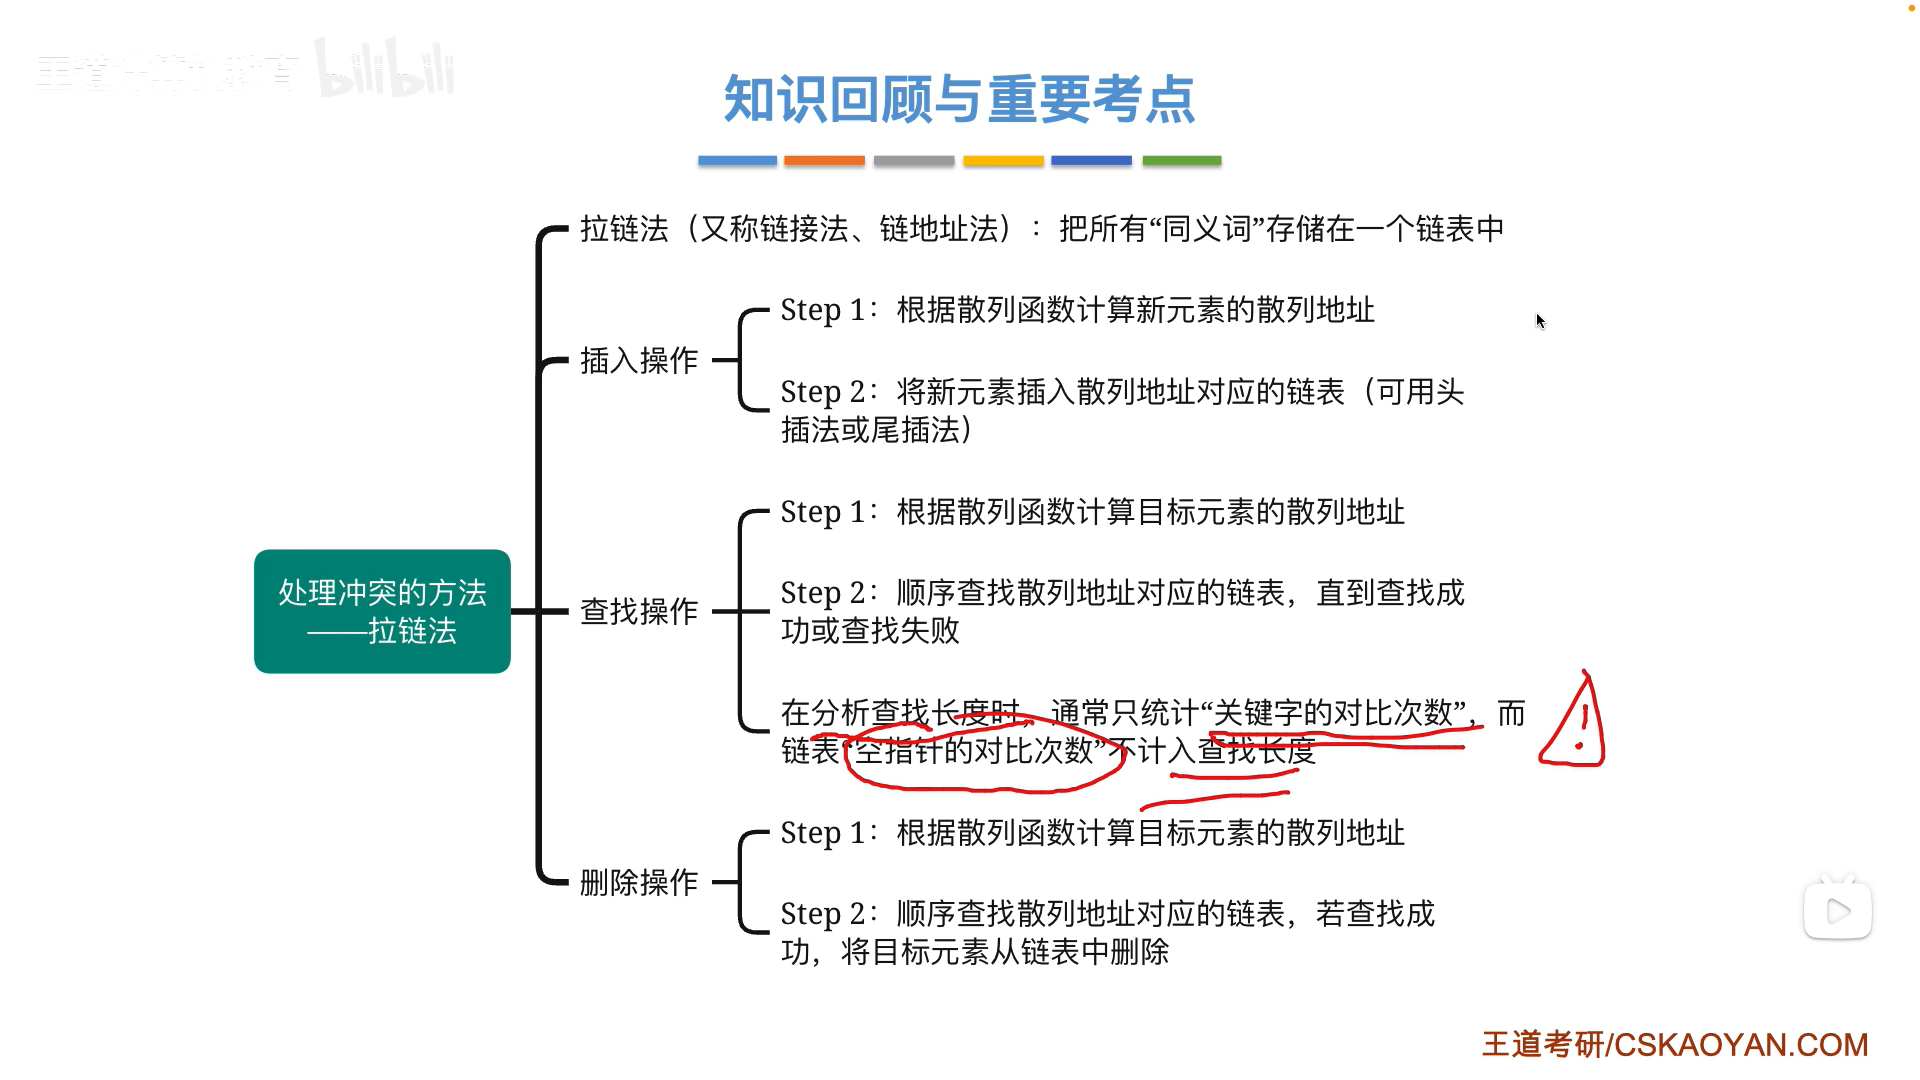 王道计算机教育 bilibili
知识回顾与重要考点
拉链法（又称链接法、链地址法）：把所有“同义词”存储在一个链表中
插入操作
Step 1：根据散列函数计算新元素的散列地址
Step 2：将新元素插入散列地址对应的链表（可用头
插法或尾插法）
处理冲突的方法
——拉链法
查找操作
Step 1：根据散列函数计算目标元素的散列地址
Step 2：顺序查找散列地址对应的链表，直到查找成
功或查找失败
在分析查找长度时，通常只统计“关键字的对比次数”，而
链表“空指针的对比次数”不计入查找长度
!
删除操作
Step 1：根据散列函数计算目标元素的散列地址
Step 2：顺序查找散列地址对应的链表，若查找成
功，将目标元素从链表中删除
王道考研/CSKAOYAN.COM